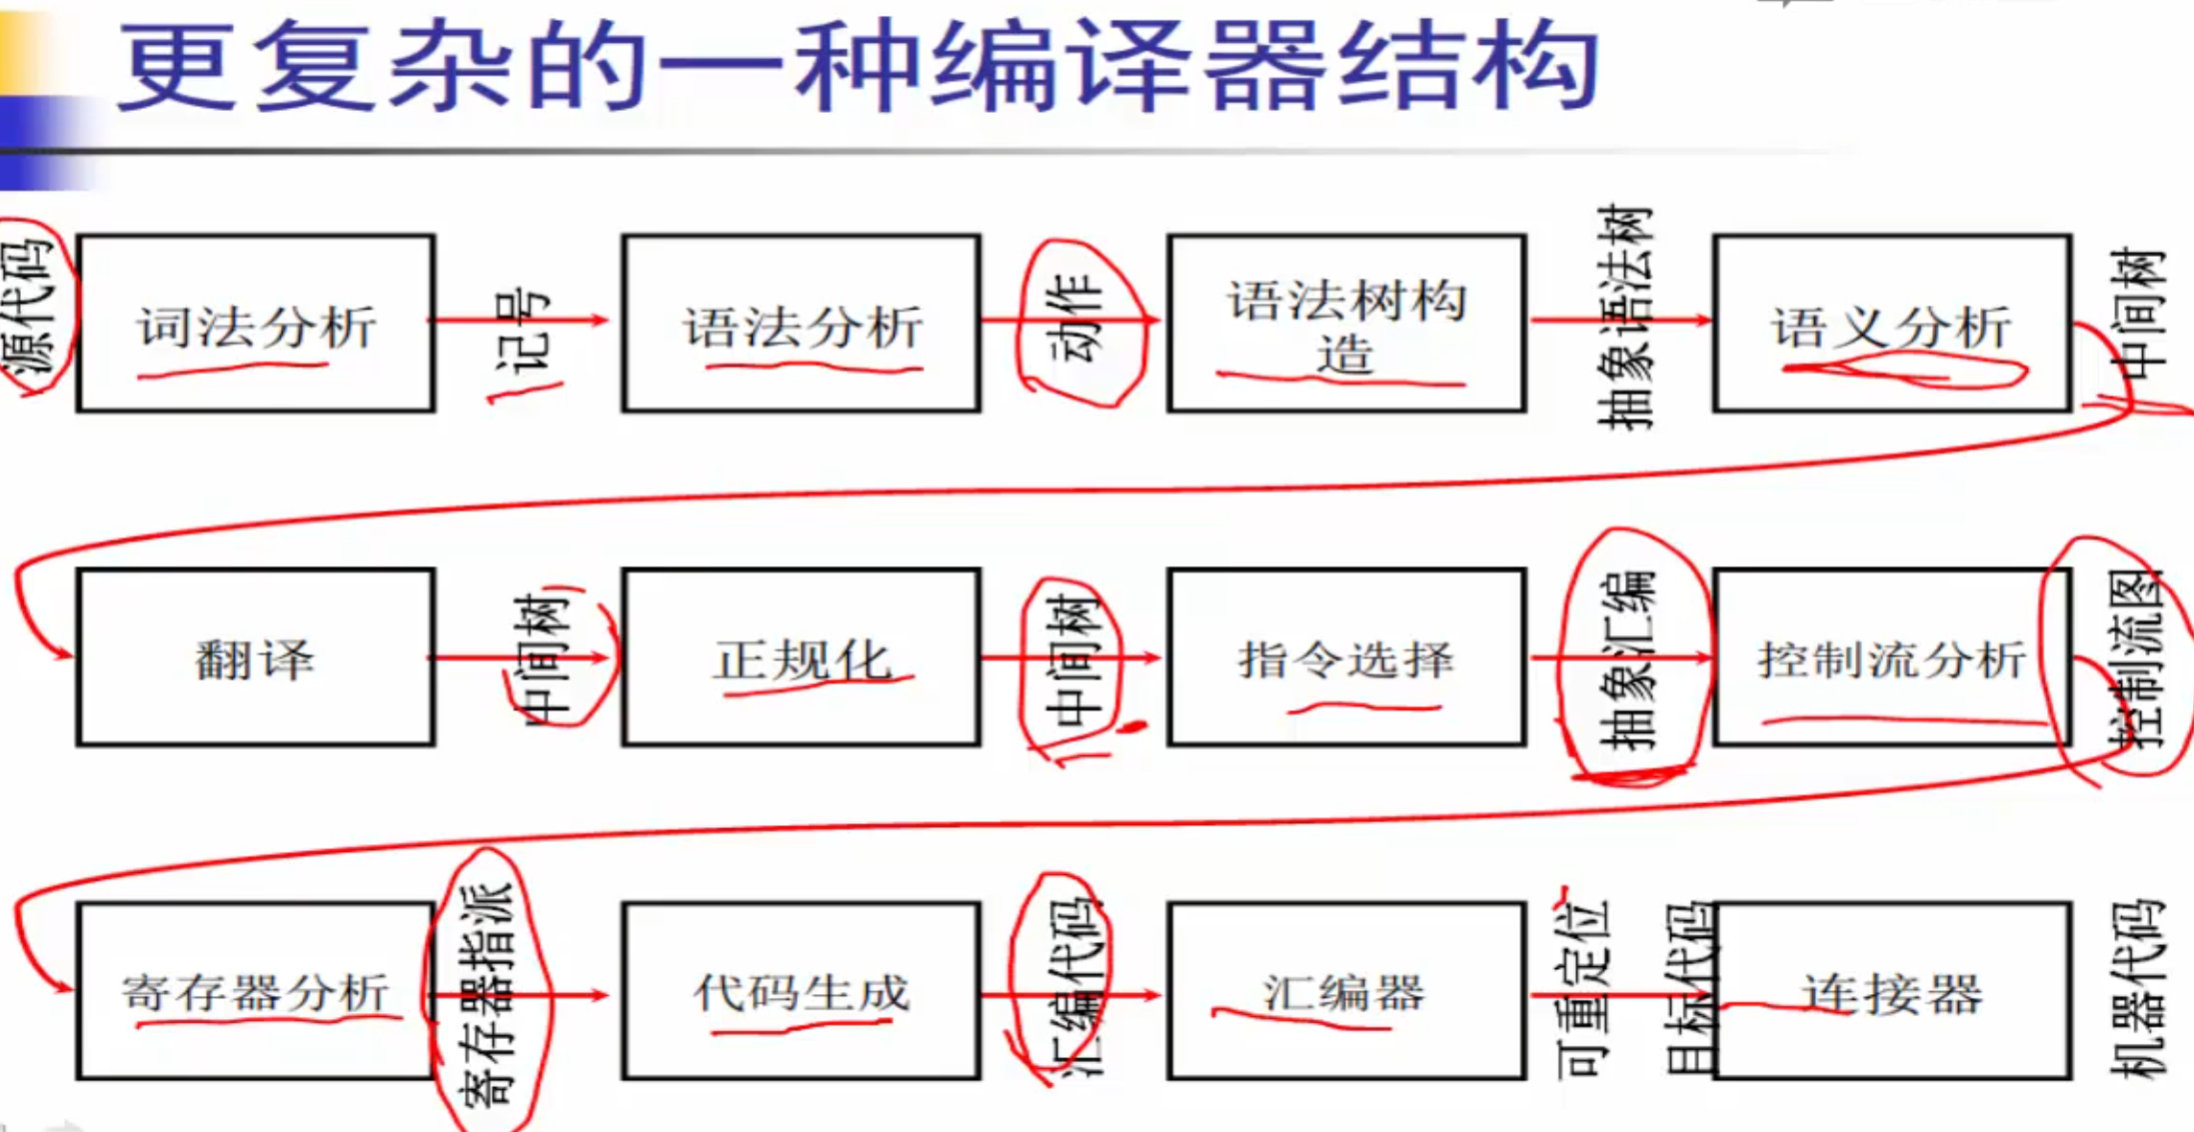 更复杂的一种编译器结构
源代码
词法分析
记号
语法分析
动作
语法树构
造
抽象语法树
语义分析
中间树
翻译
中间树
正规化
中间树
指令选择
抽象汇编
控制流分析
控制流图
寄存器分析
寄存器指派
代码生成
汇编代码
汇编器
可重定位
目标代码
连接器
机器代码